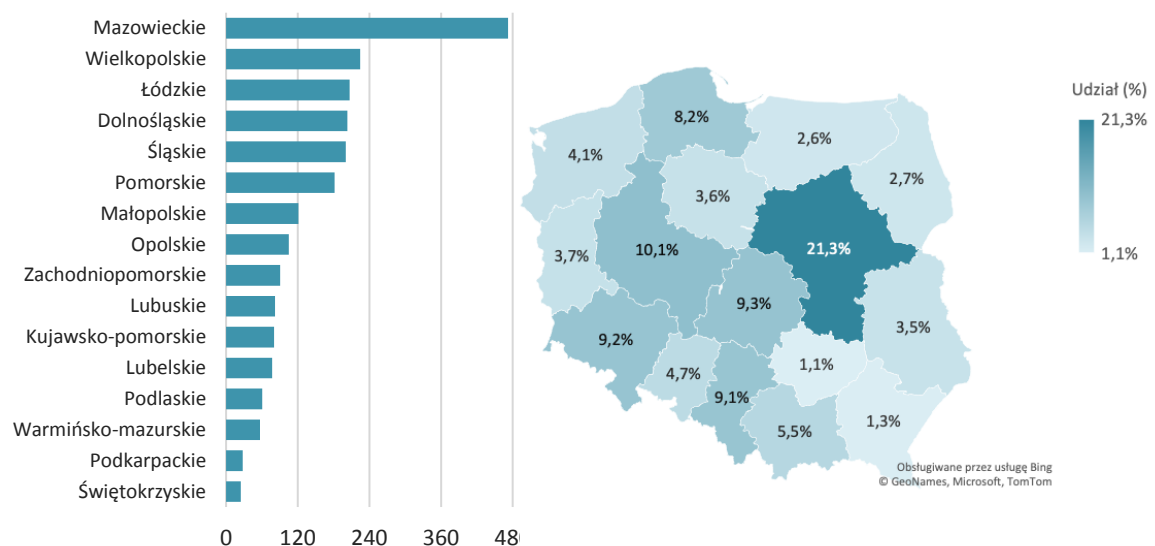 Mazowieckie
Wielkopolskie
Łódzkie
Dolnośląskie
Śląskie
Pomorskie
Małopolskie
Opolskie
Zachodniopomorskie
Lubuskie
Kujawsko-pomorskie
Lubelskie
Podlaskie
Warmińsko-mazurskie
Podkarpackie
Świętokrzyskie
0 120 240 360 480
8,2%
2,6%
4,1%
2,7%
3,6%
10,1%
21,3%
3,7%
9,3%
3,5%
9,2%
1,1%
4,7%
9,1%
1,3%
5,5%
Udział (%)
21,3%
1,1%
Obsługiwane przez usługę Bing
© GeoNames, Microsoft, TomTom